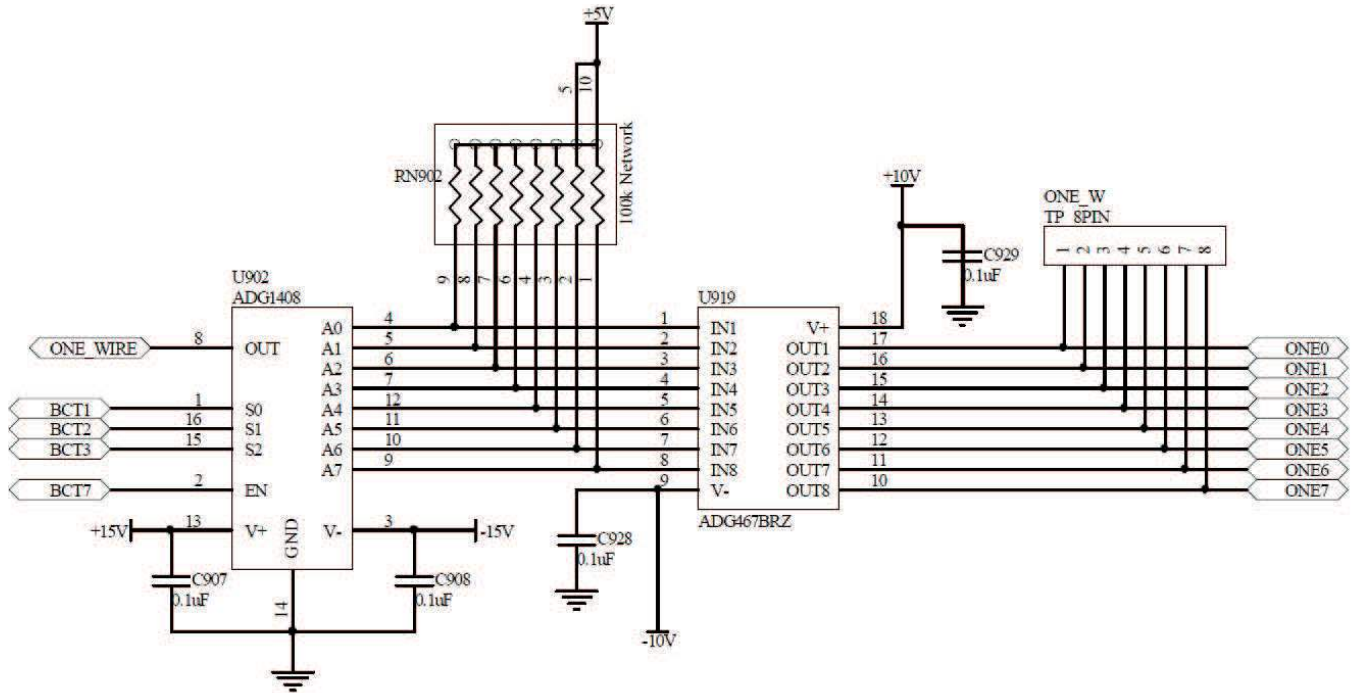 +5V
5
10
RN902
100k Network
9
8
7
6
4
3
2
1
+10V
C929
0.1uF
ONE_W
TP 8PIN
1
2
3
4
5
6
7
8
U902
ADG1408
U919
ONE_WIRE 8 OUT
BCT1 1 S0
BCT2 16 S1
BCT3 15 S2
BCT7 2 EN
+15V 13 V+
GND
14
A0 4
A1 5
A2 6
A3 7
A4 12
A5 11
A6 10
A7 9
V- 3 -15V
C907
0.1uF
C908
0.1uF
1 IN1
2 IN2
3 IN3
4 IN4
5 IN5
6 IN6
7 IN7
8 IN8
9 V-
V+ 18
OUT1 17 ONE0
OUT2 16 ONE1
OUT3 15 ONE2
OUT4 14 ONE3
OUT5 13 ONE4
OUT6 12 ONE5
OUT7 11 ONE6
OUT8 10 ONE7
ADG467BRZ
C928
0.1uF
-10V